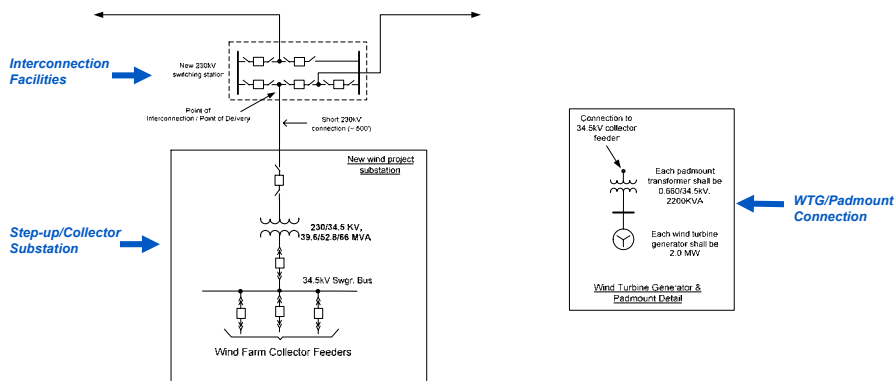 Interconnection
Facilities
New 230kV
switching station
Point of
Interconnection / Point of Delivery
Short 230kV
connection (~ 500')
New wind project
substation
Step-up/Collector
Substation
230/34.5 KV,
39.6/52.8/66 MVA
34.5kV Swgr. Bus
Wind Farm Collector Feeders
Connection to
34.5kV collector
feeder
Each padmount
transformer shall be
0.660/34.5kV,
2200KVA
Each wind turbine
generator shall be
2.0 MW
Wind Turbine Generator &
Padmount Detail
WTG/Padmount
Connection